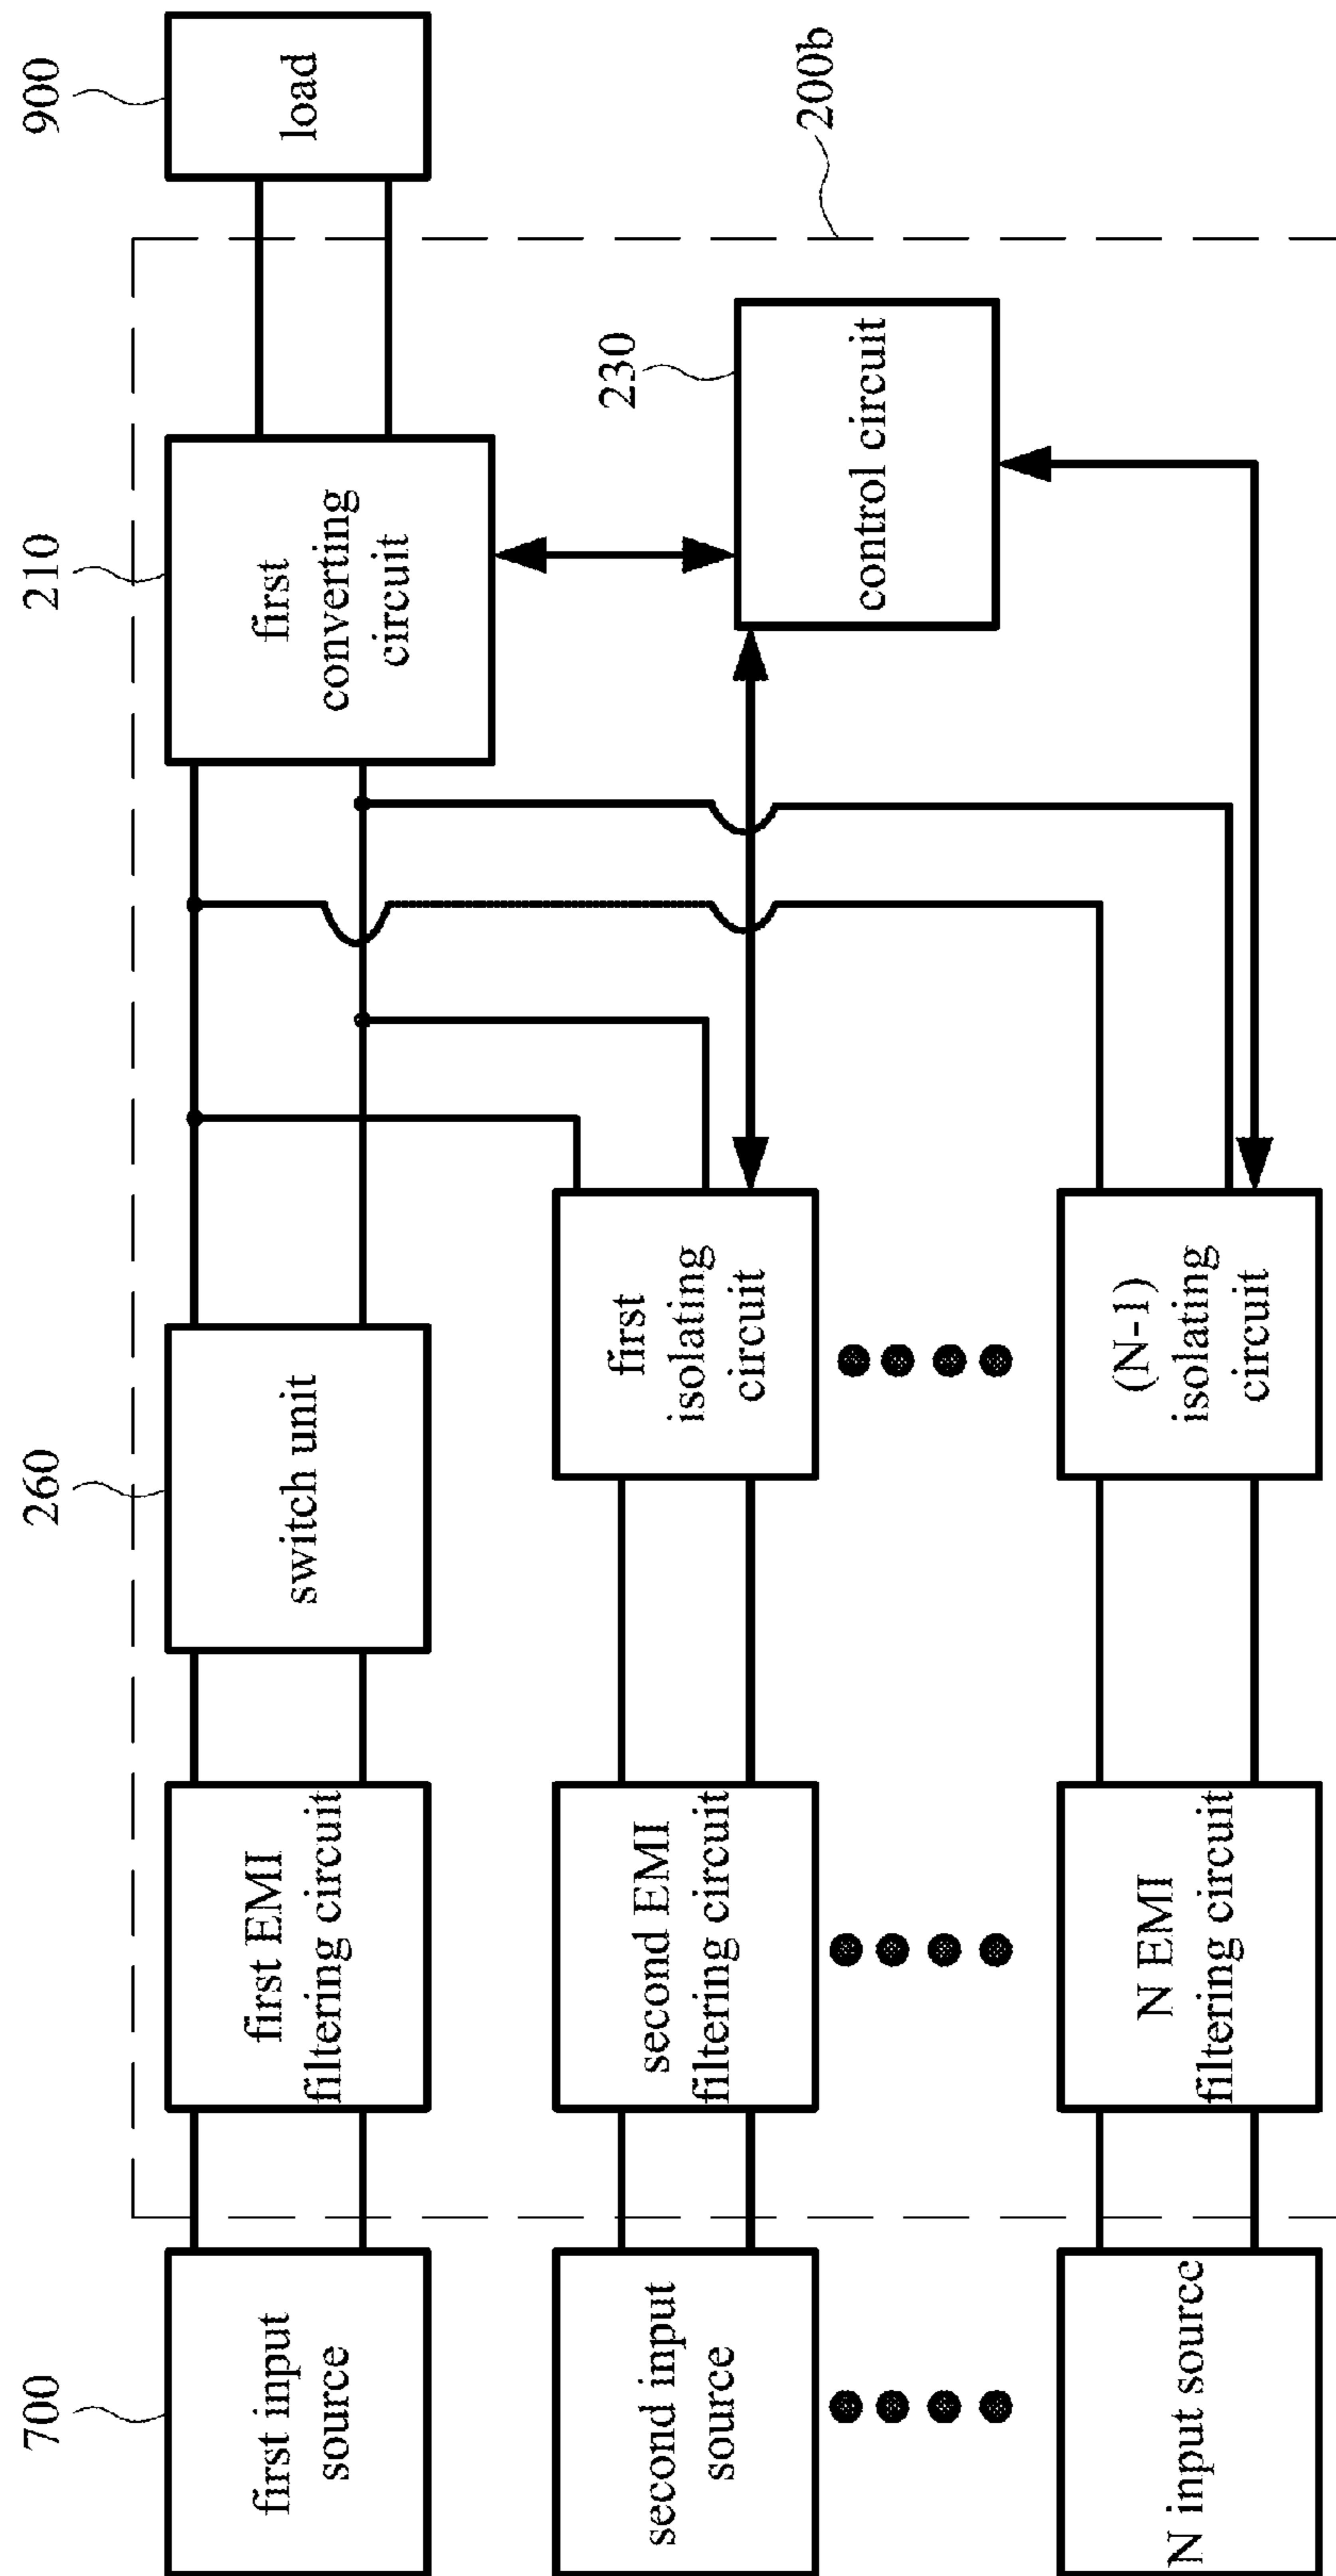 700
260
210
900
first input
source
first EMI
filtering circuit
switch unit
first
converting
circuit
load
200b
230
control circuit
second input
source
second EMI
filtering circuit
first
isolating
circuit
N input source
N EMI
filtering circuit
(N-1)
isolating
circuit